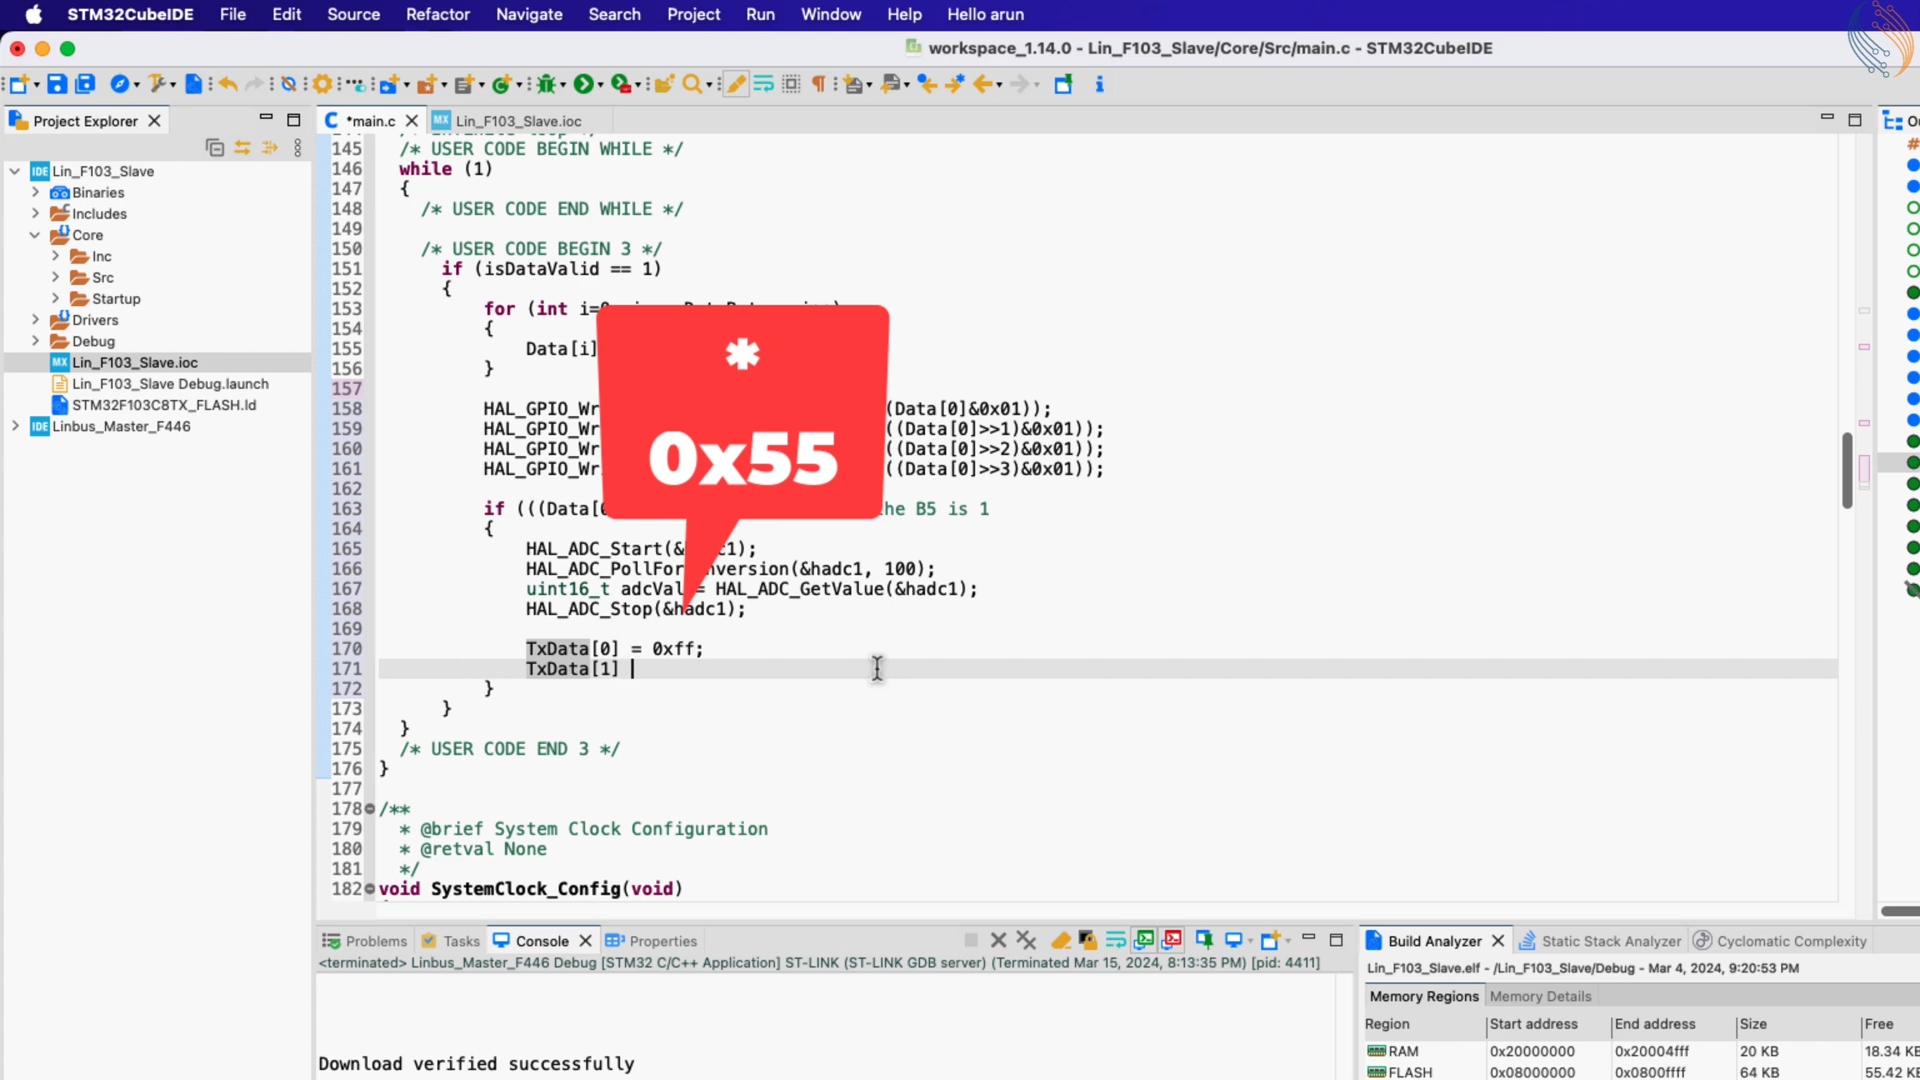 STM32CubeIDE File Edit Source Refactor Navigate Search Project Run Window Help Hello arun
workspace_1.14.0 - Lin_F103_Slave/Core/Src/main.c - STM32CubeIDE
Project Explorer
*main.c
Lin_F103_Slave.ioc
Lin_F103_Slave
Binaries
Includes
Core
Inc
Src
Startup
Drivers
Debug
Lin_F103_Slave.ioc
Lin_F103_Slave Debug.launch
STM32F103C8TX_FLASH.ld
Linbus_Master_F446
145 /* USER CODE BEGIN WHILE */
146 while (1)
147 {
148 /* USER CODE END WHILE */
149
150 /* USER CODE BEGIN 3 */
151 if (isDataValid == 1)
152 {
153 for (int i=
154 {
155 Data[i]
156 }
157
158 HAL_GPIO_Wr (Data[0]&0x01));
159 HAL_GPIO_Wr ((Data[0]>>1)&0x01));
160 HAL_GPIO_Wr ((Data[0]>>2)&0x01));
161 HAL_GPIO_Wr ((Data[0]>>3)&0x01));
162
163 if (((Data[ he B5 is 1
164 {
165 HAL_ADC_Start(& c1);
166 HAL_ADC_PollFor nversion(&hadc1, 100);
167 uint16_t adcVal = HAL_ADC_GetValue(&hadc1);
168 HAL_ADC_Stop(&hadc1);
169
170 TxData[0] = 0xff;
171 TxData[1]
172 }
173 }
174 }
175 /* USER CODE END 3 */
176 }
177
178 /**
179 * @brief System Clock Configuration
180 * @retval None
181 */
182 void SystemClock_Config(void)
*
0x55
Problems Tasks Console Properties
<terminated> Linbus_Master_F446 Debug [STM32 C/C++ Application] ST-LINK (ST-LINK GDB server) (Terminated Mar 15, 2024, 8:13:35 PM) [pid: 4411]
Download verified successfully
Build Analyzer Static Stack Analyzer Cyclomatic Complexity
Lin_F103_Slave.elf - /Lin_F103_Slave/Debug - Mar 4, 2024, 9:20:53 PM
Memory Regions Memory Details
Region Start address End address Size Free
RAM 0x20000000 0x20004fff 20 KB 18.34 KB
FLASH 0x08000000 0x0800ffff 64 KB 55.42 KB